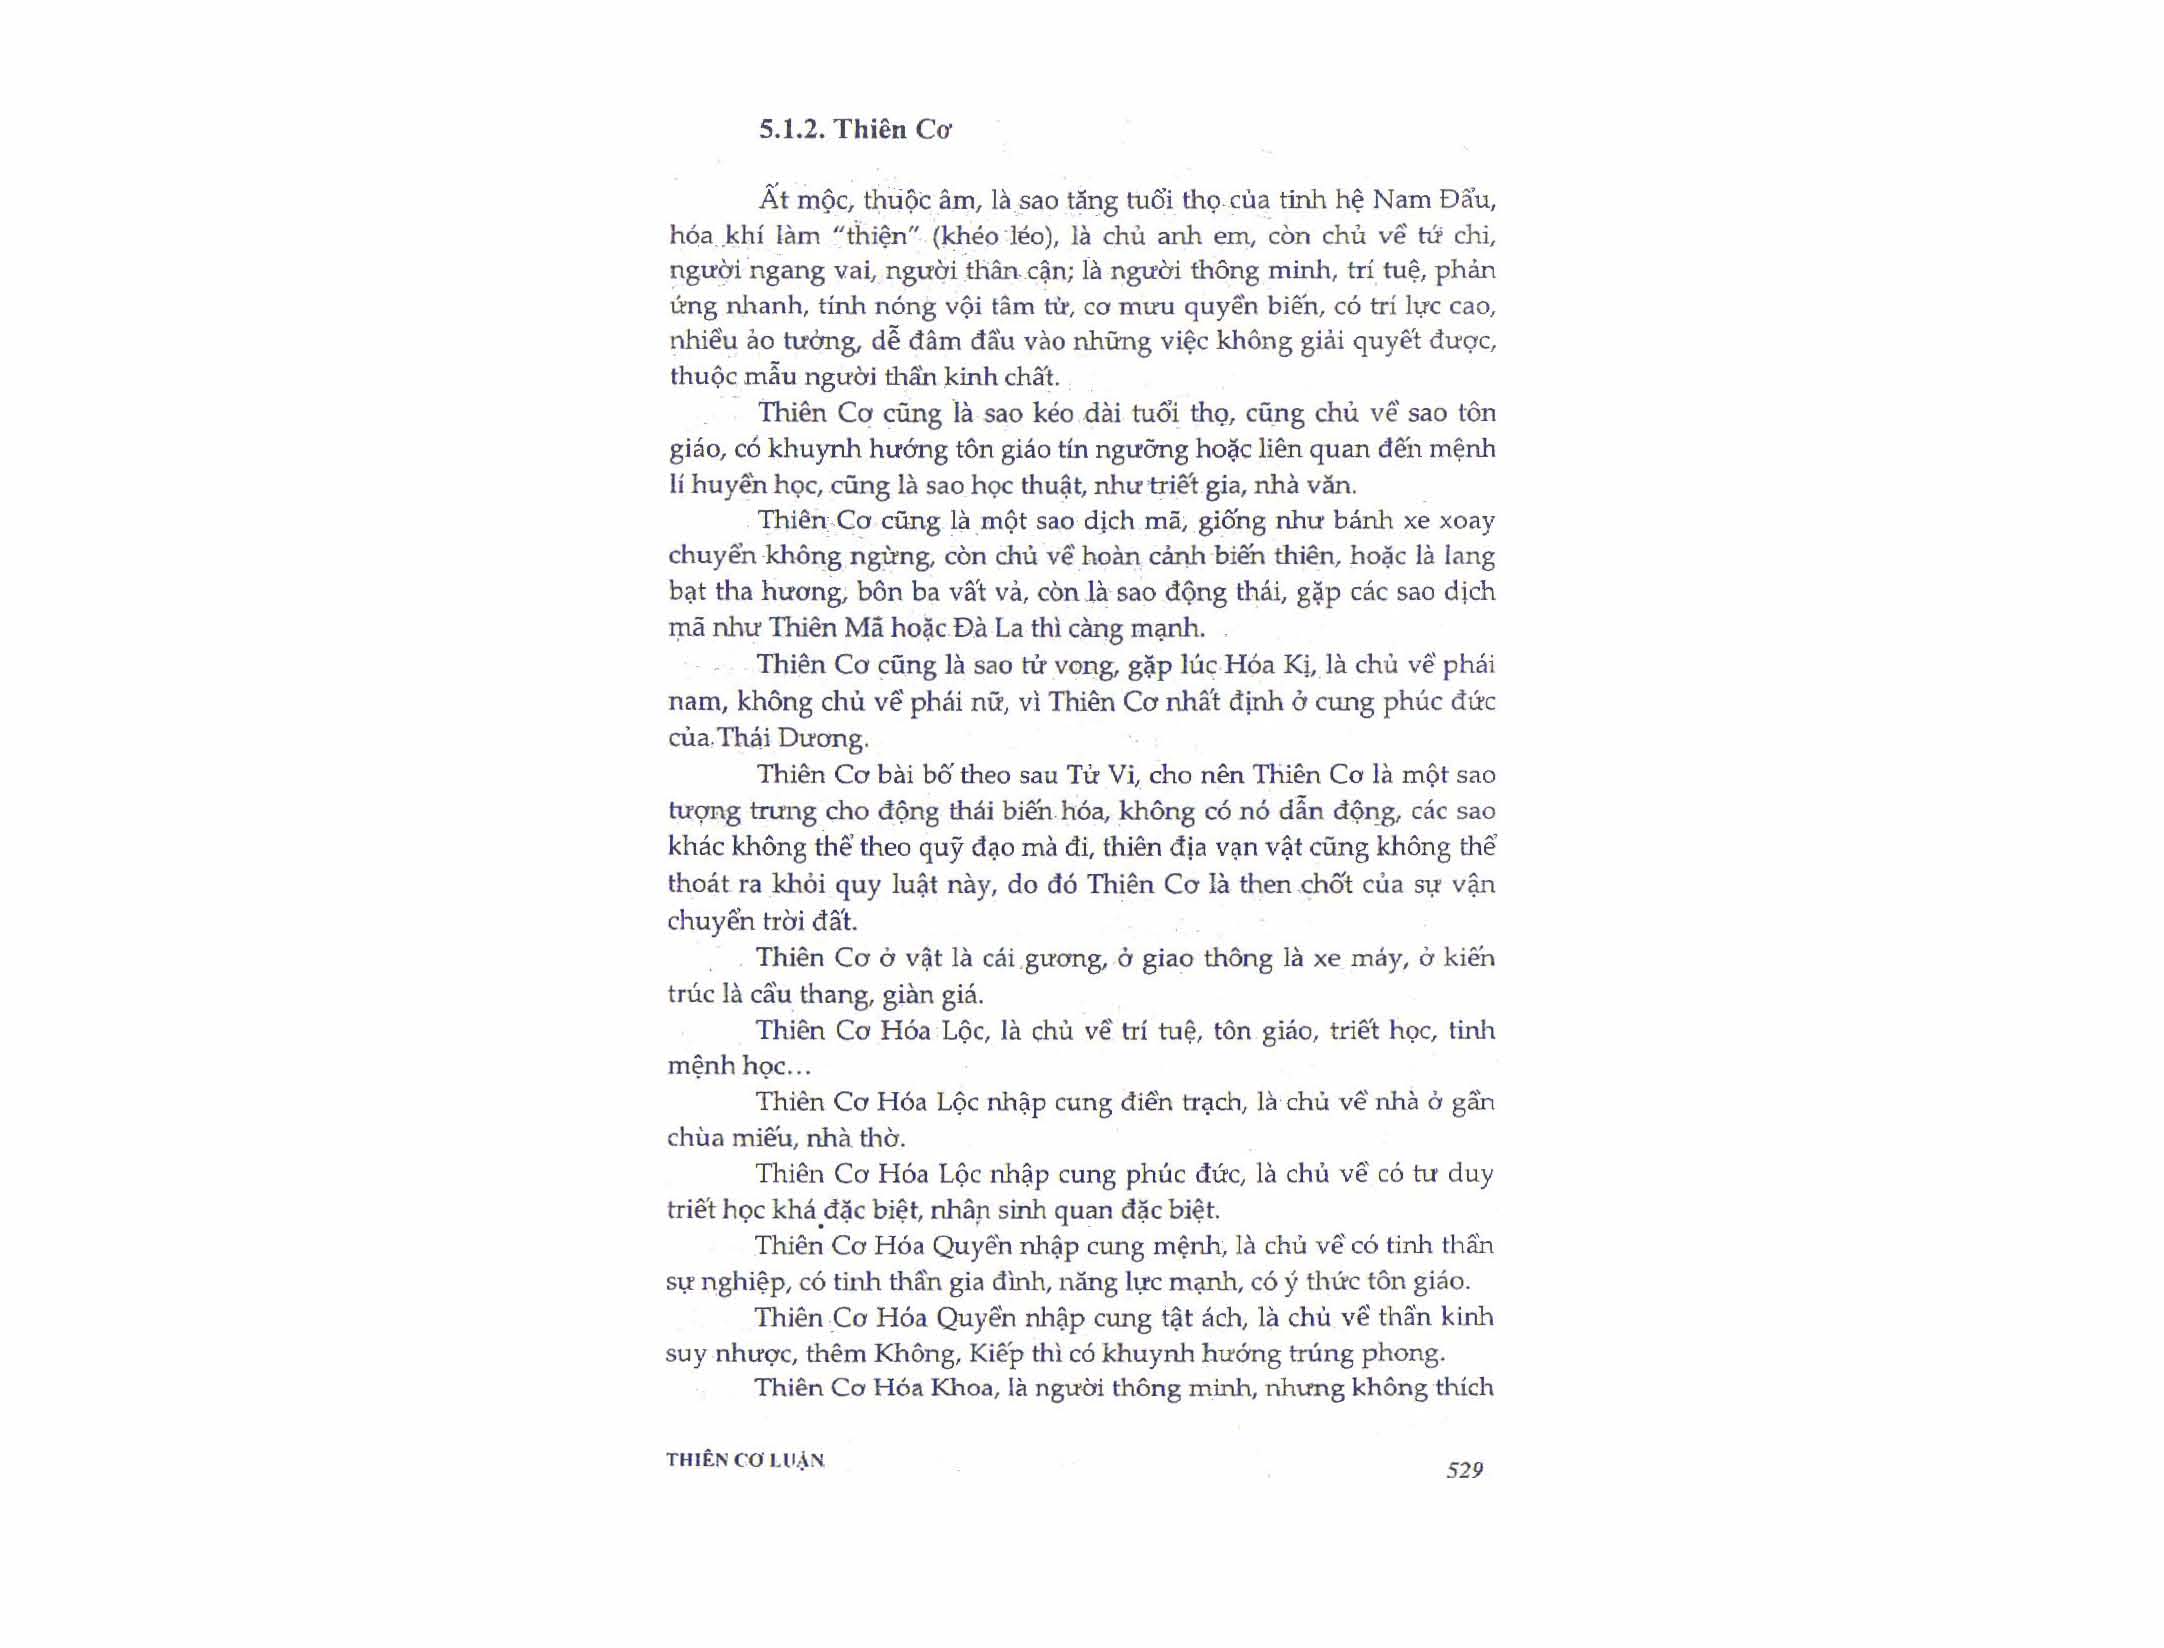 5.1.2. Thiên Cơ
Ất mộc, thuộc âm, là sao tăng tuổi thọ của tinh hệ Nam Đẩu,
hóa khí làm "thiện" (khéo léo), là chủ anh em, còn chủ về tứ chi,
người ngang vai, người thân cận; là người thông minh, trí tuệ, phản
ứng nhanh, tính nóng vội tâm từ, cơ mưu quyền biến, có trí lực cao,
nhiều ảo tưởng, dễ đâm đầu vào những việc không giải quyết được,
thuộc mẫu người thần kinh chất.
Thiên Cơ cũng là sao kéo dài tuổi thọ, cũng chủ về sao tôn
giáo, có khuynh hướng tôn giáo tín ngưỡng hoặc liên quan đến mệnh
lí huyền học, cũng là sao học thuật, như triết gia, nhà văn.
Thiên Cơ cũng là một sao dịch mã, giống như bánh xe xoay
chuyển không ngừng, còn chủ về hoàn cảnh biến thiên, hoặc là lang
bạt tha hương, bôn ba vất vả, còn là sao động thái, gặp các sao dịch
mã như Thiên Mã hoặc Đà La thì càng mạnh.
Thiên Cơ cũng là sao tử vong, gặp lúc Hóa Kị, là chủ về phái
nam, không chủ về phái nữ, vì Thiên Cơ nhất định ở cung phúc đức
của Thái Dương.
Thiên Cơ bài bố theo sau Tử Vi, cho nên Thiên Cơ là một sao
tượng trưng cho động thái biến hóa, không có nó dẫn động, các sao
khác không thể theo quỹ đạo mà đi, thiên địa vạn vật cũng không thể
thoát ra khỏi quy luật này, do đó Thiên Cơ là then chốt của sự vận
chuyển trời đất.
Thiên Cơ ở vật là cái gương, ở giao thông là xe máy, ở kiến
trúc là cầu thang, giàn giá.
Thiên Cơ Hóa Lộc, là chủ về trí tuệ, tôn giáo, triết học, tinh
mệnh học...
Thiên Cơ Hóa Lộc nhập cung điền trạch, là chủ về nhà ở gần
chùa miếu, nhà thờ.
Thiên Cơ Hóa Lộc nhập cung phúc đức, là chủ về có tư duy
triết học khá đặc biệt, nhân sinh quan đặc biệt.
Thiên Cơ Hóa Quyền nhập cung mệnh, là chủ về có tinh thần
sự nghiệp, có tinh thần gia đình, năng lực mạnh, có ý thức tôn giáo.
Thiên Cơ Hóa Quyền nhập cung tật ách, là chủ về thần kinh
suy nhược, thêm Không, Kiếp thì có khuynh hướng trúng phong.
Thiên Cơ Hóa Khoa, là người thông minh, nhưng không thích
THIÊN CƠ LUẬN
529